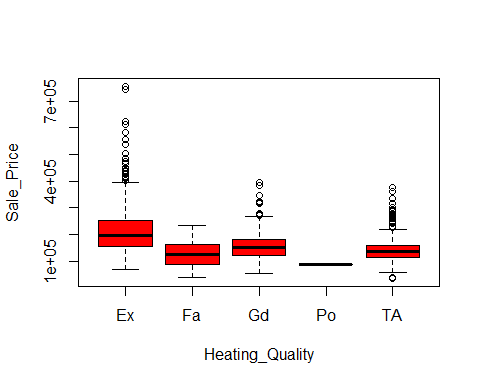 Sale_Price
7e+05
4e+05
1e+05
Ex Fa Gd Po TA
Heating_Quality